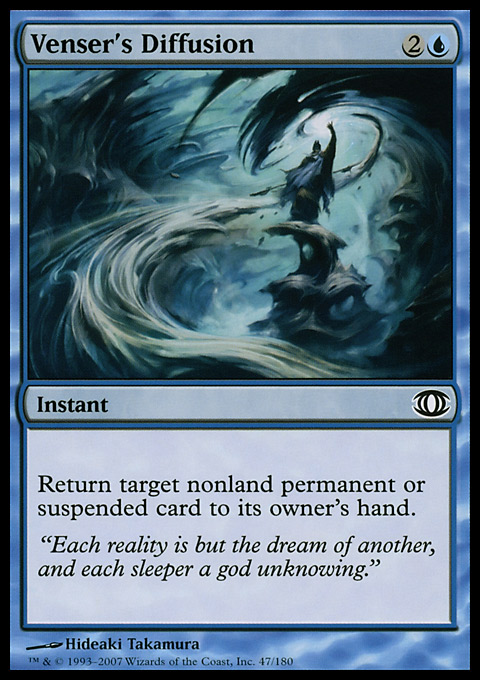 Venser's Diffusion 2
Instant
Return target nonland permanent or
suspended card to its owner's hand.
“Each reality is but the dream of another,
and each sleeper a god unknowing.”
Hideaki Takamura
™ & © 1993–2007 Wizards of the Coast, Inc. 47/180